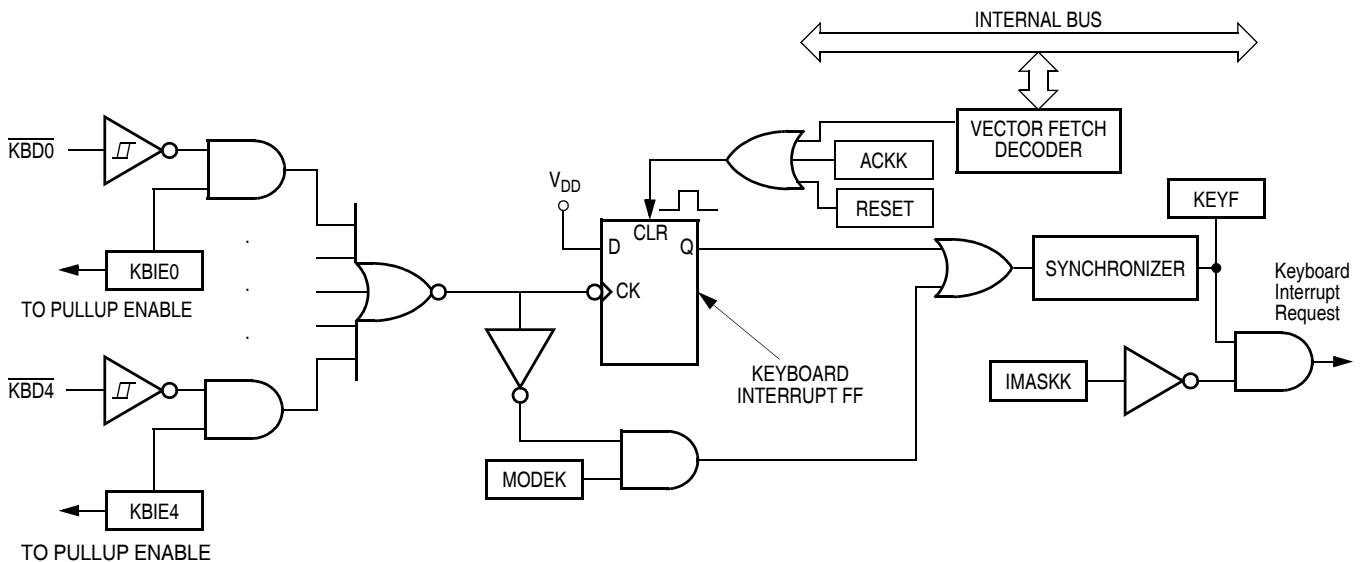 INTERNAL BUS
VECTOR FETCH
DECODER
KBD0
ACKK
VDD
RESET
KEYF
CLR
D
Q
KBIE0
SYNCHRONIZER
Keyboard
Interrupt
Request
CK
TO PULLUP ENABLE
KEYBOARD
INTERRUPT FF
KBD4
IMASKK
MODEK
KBIE4
TO PULLUP ENABLE